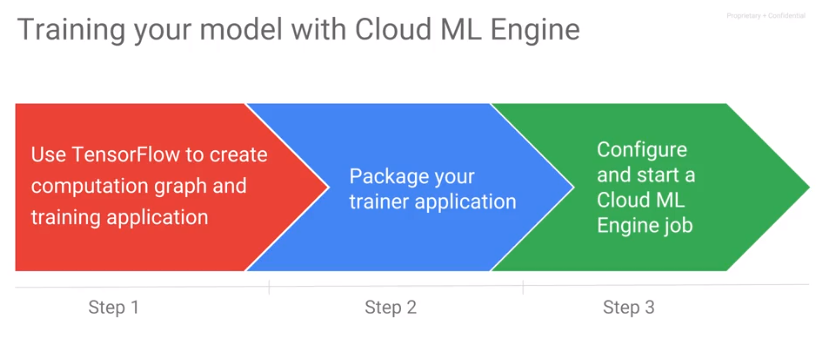 Proprietary + Confidential
Training your model with Cloud ML Engine
Use TensorFlow to create
computation graph and
training application
Package your
trainer application
Configure
and start a
Cloud ML
Engine job
Step 1
Step 2
Step 3